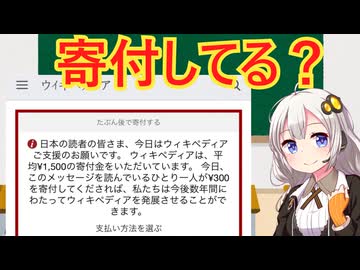 寄付してる？
ウィキペディア
たぶん後で寄付する
日本の読者の皆さま、今日はウィキペディア
ご支援のお願いです。 ウィキペディアは、平
均¥1,500の寄付金をいただいています。 今日、
このメッセージを読んでいるひとり一人が¥300
を寄付してくだされば、私たちは今後数年間に
わたってウィキペディアを発展させることがで
きます。
支払い方法を選ぶ